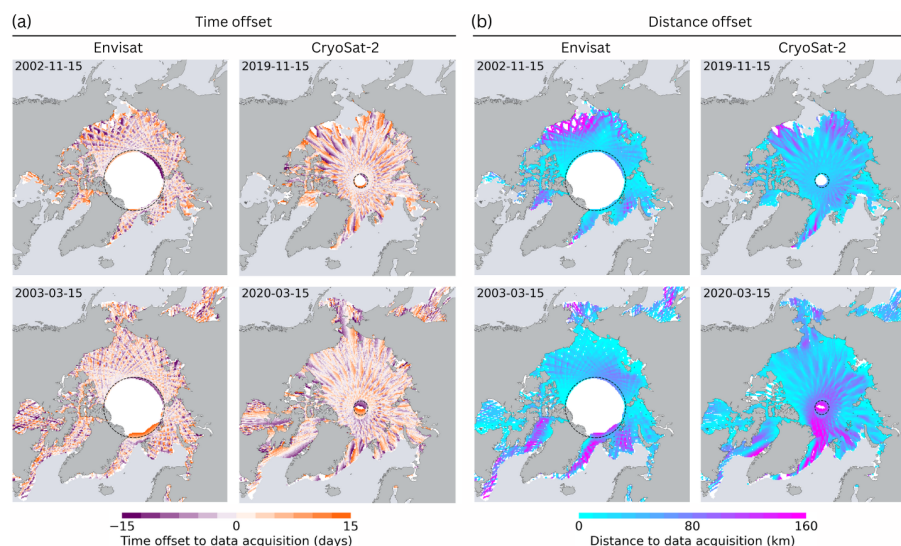 (a) Time offset
Envisat CryoSat-2
2002-11-15 2019-11-15
2003-03-15 2020-03-15
−15 0 15
Time offset to data acquisition (days)
(b) Distance offset
Envisat CryoSat-2
2002-11-15 2019-11-15
2003-03-15 2020-03-15
0 80 160
Distance to data acquisition (km)